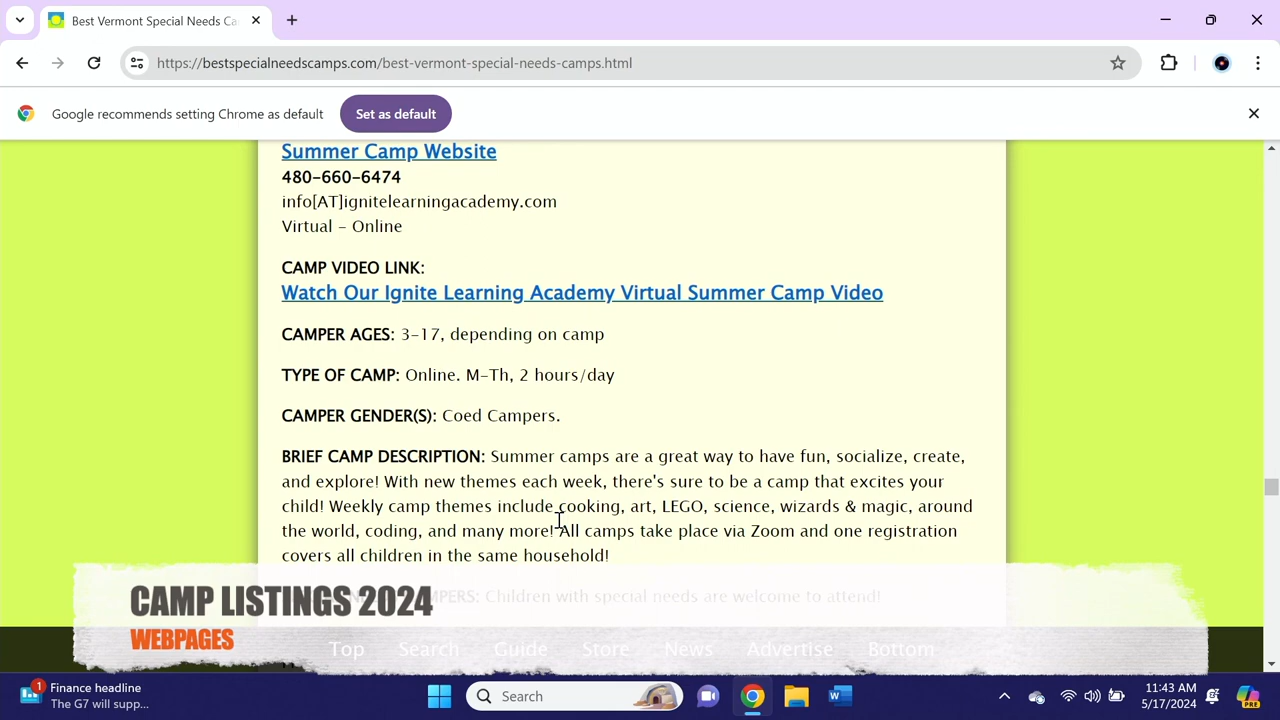 Best Vermont Special Needs Ca
https://bestspecialneedscamps.com/best-vermont-special-needs-camps.html
Google recommends setting Chrome as default
Set as default
Summer Camp Website
480-660-6474
info[AT]ignitelearningacademy.com
Virtual - Online
CAMP VIDEO LINK:
Watch Our Ignite Learning Academy Virtual Summer Camp Video
CAMPER AGES: 3-17, depending on camp
TYPE OF CAMP: Online. M-Th, 2 hours/day
CAMPER GENDER(S): Coed Campers.
BRIEF CAMP DESCRIPTION: Summer camps are a great way to have fun, socialize, create,
and explore! With new themes each week, there's sure to be a camp that excites your
child! Weekly camp themes include cooking, art, LEGO, science, wizards & magic, around
the world, coding, and many more! All camps take place via Zoom and one registration
covers all children in the same household!
CAMPERS: Children with special needs are welcome to attend!
CAMP LISTINGS 2024
WEBPAGES
Top Search Guide Store News Advertise Bottom
1
Finance headline
The G7 will supp...
Search
W
PRE
11:43 AM
5/17/2024